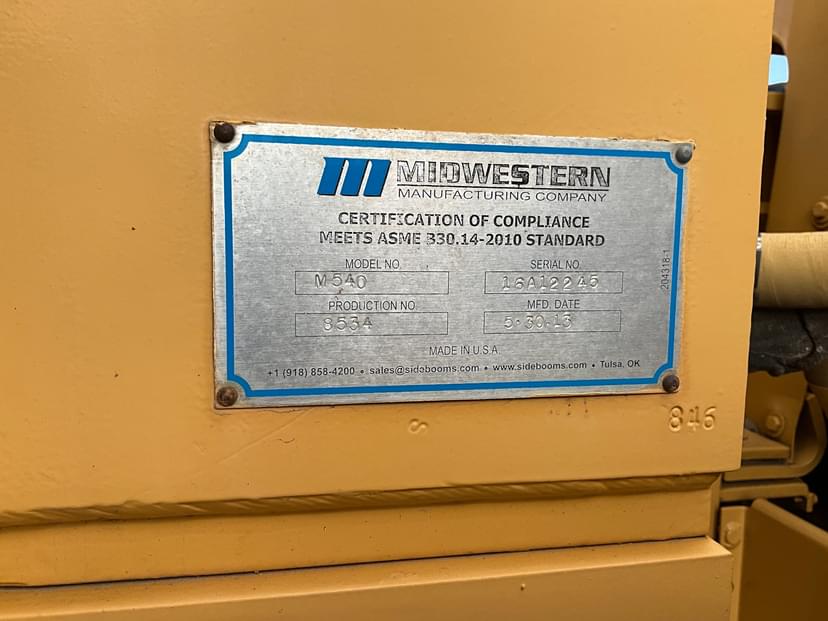 m MIDWESTERN
MANUFACTURING COMPANY
CERTIFICATION OF COMPLIANCE
MEETS ASME B30.14-2010 STANDARD
MODEL NO. SERIAL NO.
M540 16A12245
PRODUCTION NO. MFD. DATE
8534 5·30·13
MADE IN U.S.A.
+1 (918) 858-4200 • sales@sidebooms.com • www.sidebooms.com • Tulsa, OK
204318-1
8
846